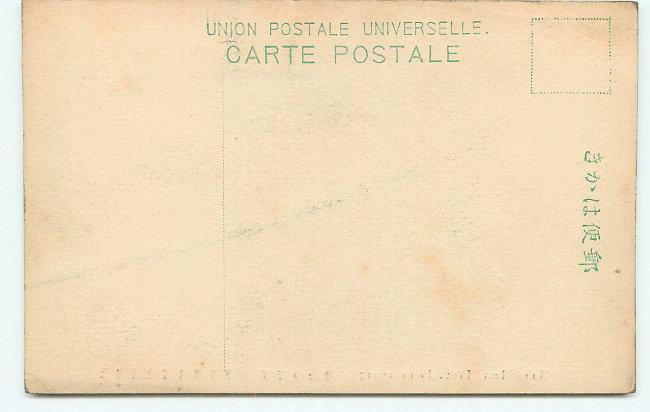 UNION POSTALE UNIVERSELLE.
CARTE POSTALE
郵便はかき